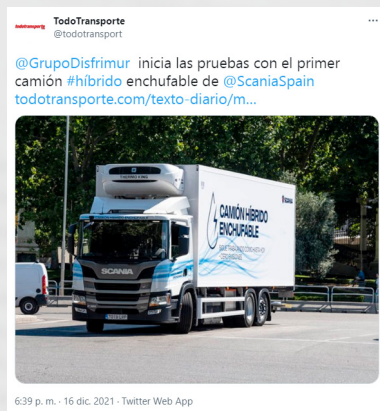 TodoTransporte
@todotransport
@GrupoDisfrimur inicia las pruebas con el primer
camión #híbrido enchufable de @ScaniaSpain
todotransporte.com/texto-diario/m...
THERMO KING
SCANIA
CAMIÓN HÍBRIDO
ENCHUFABLE
SCANIA
6:39 p. m. · 16 dic. 2021 · Twitter Web App